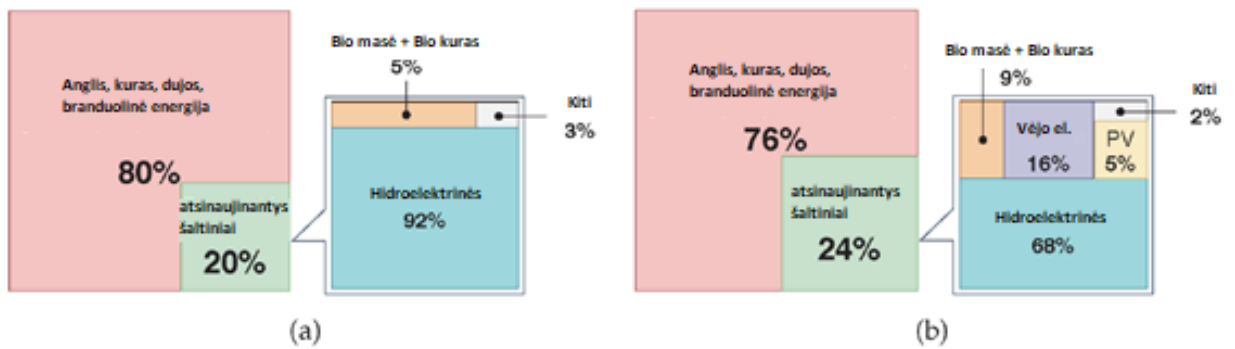 Anglis, kuras, dujos,
branduolinė energija
80%
atsinaujinantys
šaltiniai
20%
Bio masė + Bio kuras
5%
Kiti
3%
Hidroelektrinės
92%
(a)
Anglis, kuras, dujos,
branduolinė energija
76%
atsinaujinantys
šaltiniai
24%
Bio masė + Bio kuras
9%
Kiti
2%
Vėjo el.
16%
PV
5%
Hidroelektrinės
68%
(b)